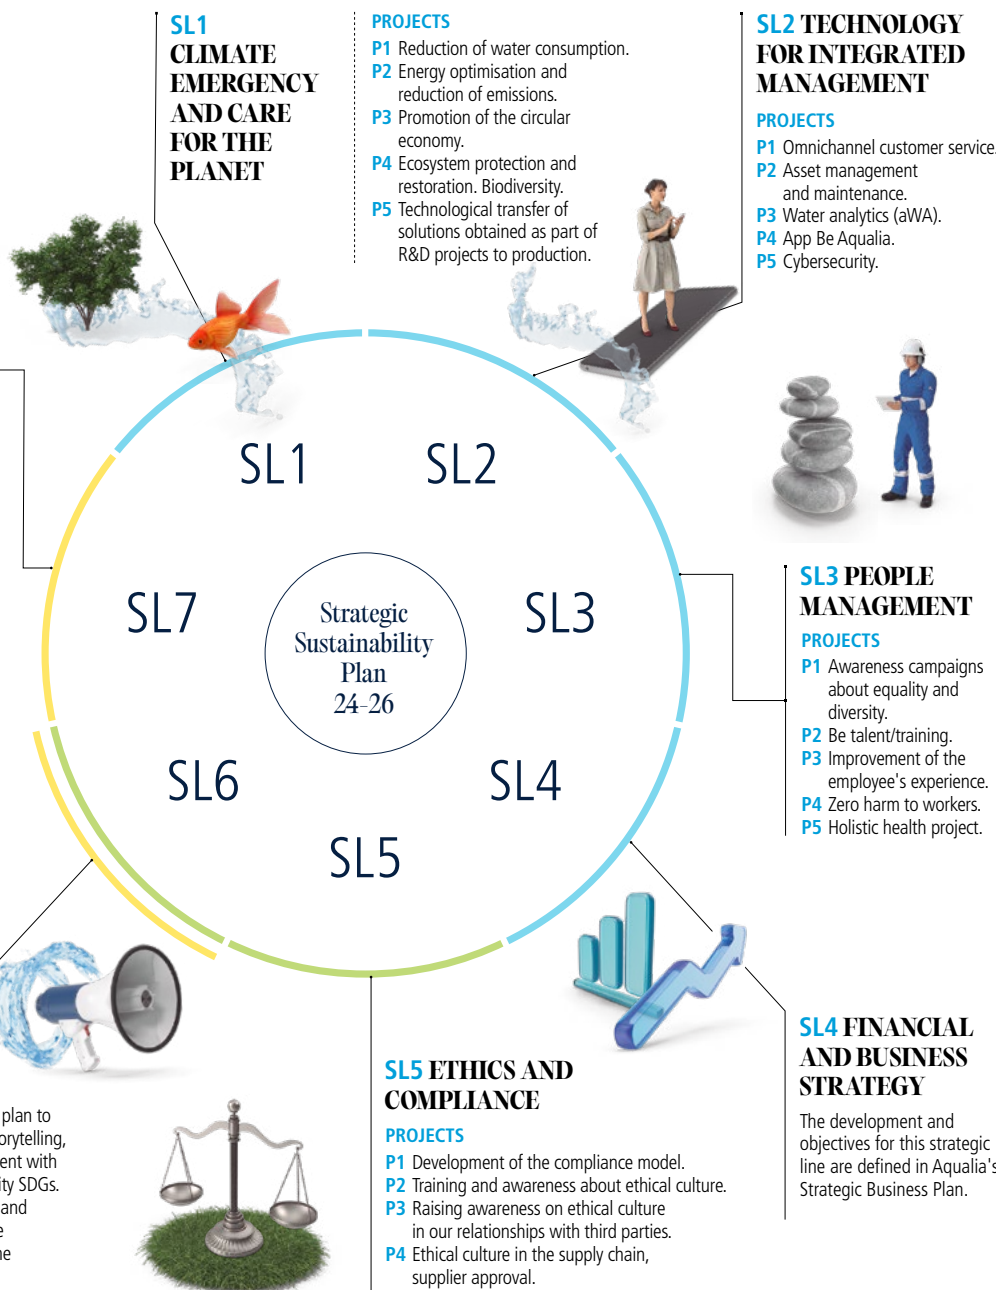 SL1
CLIMATE
EMERGENCY
AND CARE
FOR THE
PLANET
PROJECTS
P1 Reduction of water consumption.
P2 Energy optimisation and
reduction of emissions.
P3 Promotion of the circular
economy.
P4 Ecosystem protection and
restoration. Biodiversity.
P5 Technological transfer of
solutions obtained as part of
R&D projects to production.
SL2 TECHNOLOGY
FOR INTEGRATED
MANAGEMENT
PROJECTS
P1 Omnichannel customer service.
P2 Asset management
and maintenance.
P3 Water analytics (aWA).
P4 App Be Aqualia.
P5 Cybersecurity.
SL1
SL2
SL7
SL3
Strategic
Sustainability
Plan
24-26
SL6
SL4
SL5
SL3 PEOPLE
MANAGEMENT
PROJECTS
P1 Awareness campaigns
about equality and
diversity.
P2 Be talent/training.
P3 Improvement of the
employee's experience.
P4 Zero harm to workers.
P5 Holistic health project.
SL4 FINANCIAL
AND BUSINESS
STRATEGY
The development and
objectives for this strategic
line are defined in Aqualia's
Strategic Business Plan.
SL5 ETHICS AND
COMPLIANCE
PROJECTS
P1 Development of the compliance model.
P2 Training and awareness about ethical culture.
P3 Raising awareness on ethical culture
in our relationships with third parties.
P4 Ethical culture in the supply chain,
supplier approval.
plan to
orytelling,
ent with
ity SDGs.
and
e
ne